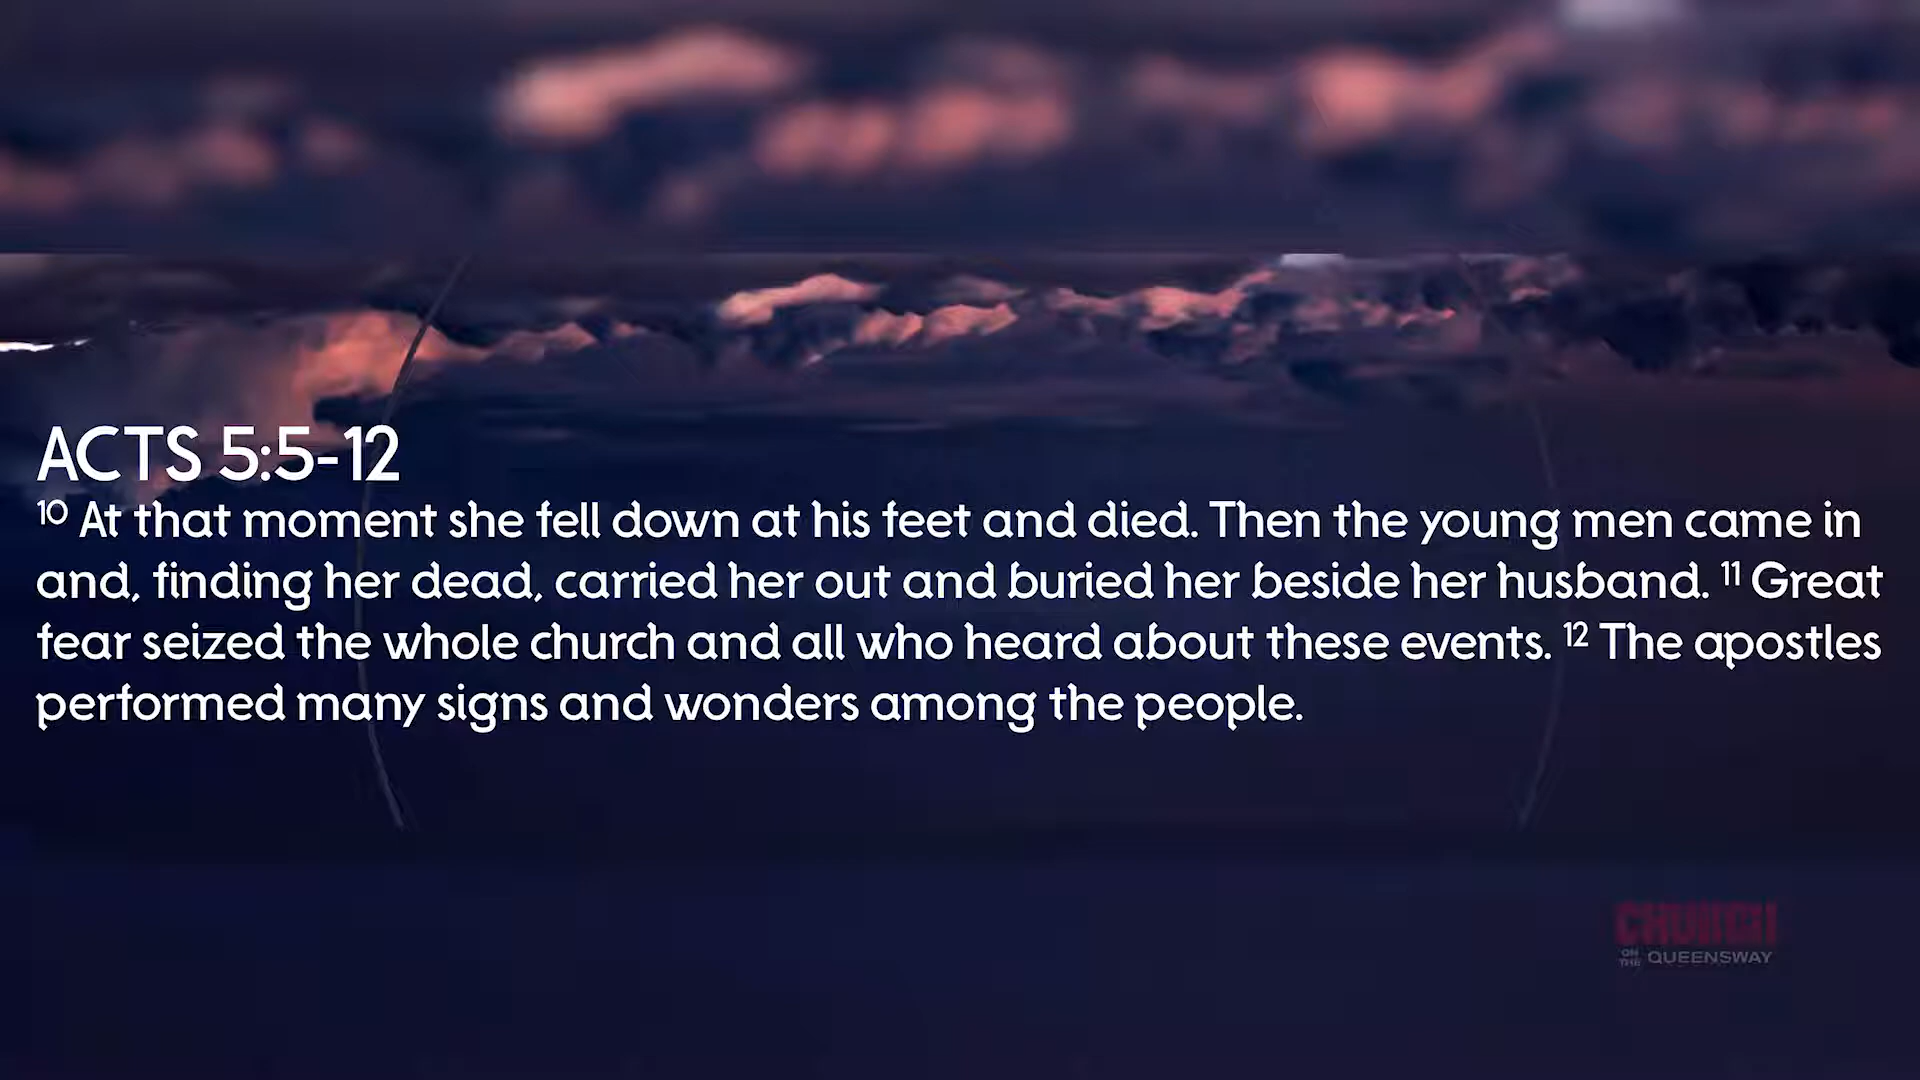 ACTS 5:5-12
10 At that moment she fell down at his feet and died. Then the young men came in
and, finding her dead, carried her out and buried her beside her husband. 11 Great
fear seized the whole church and all who heard about these events. 12 The apostles
performed many signs and wonders among the people.
CHURCH
ON THE QUEENSWAY